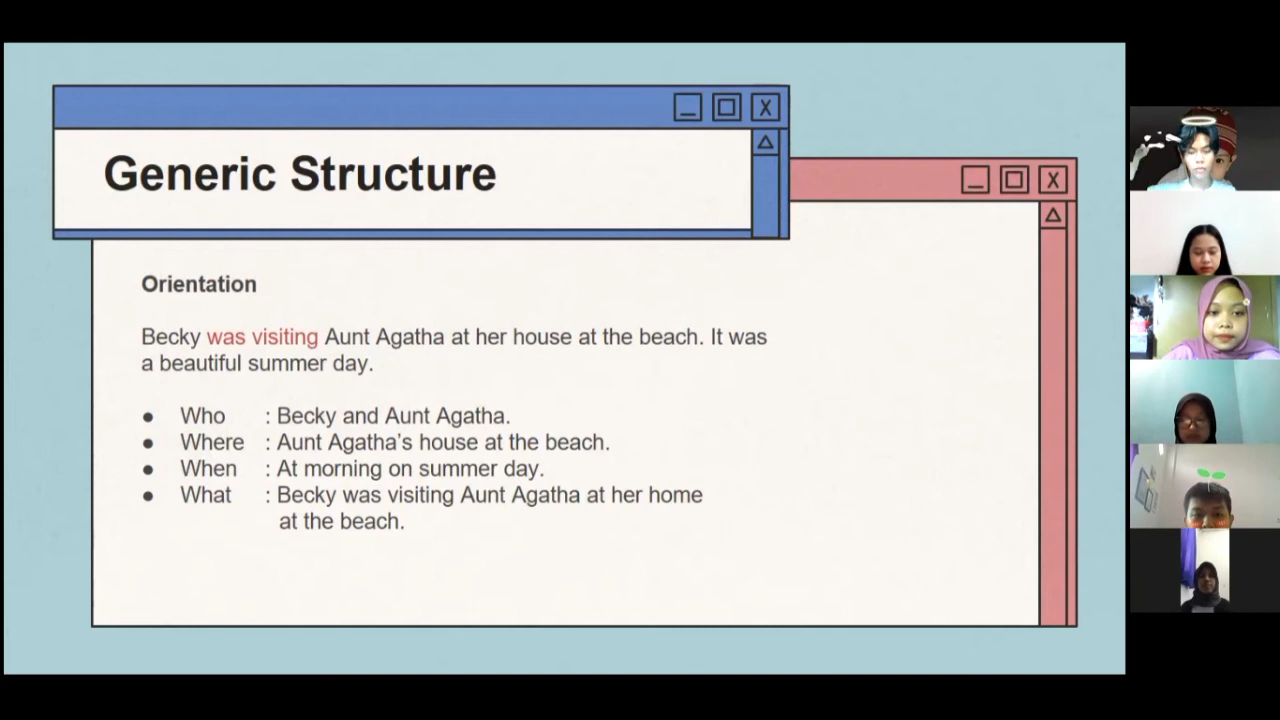 Generic Structure
Orientation
Becky was visiting Aunt Agatha at her house at the beach. It was
a beautiful summer day.
● Who : Becky and Aunt Agatha.
● Where : Aunt Agatha’s house at the beach.
● When : At morning on summer day.
● What : Becky was visiting Aunt Agatha at her home
at the beach.